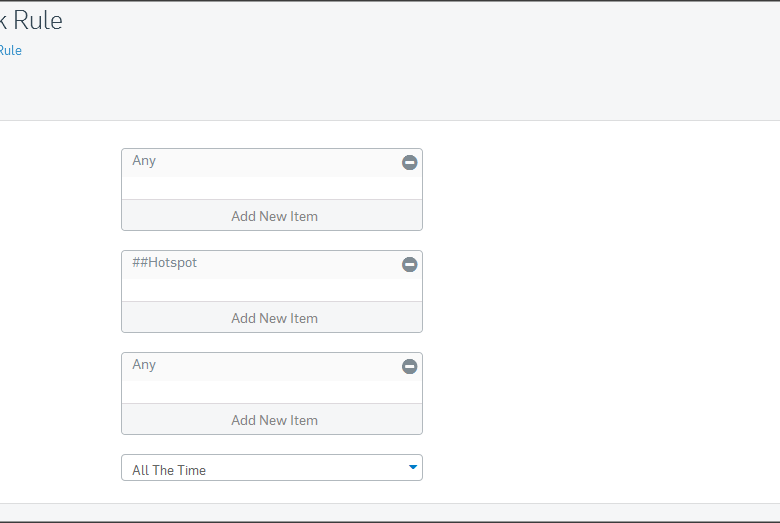 k Rule
Rule
Any
Add New Item
##Hotspot
Add New Item
Any
Add New Item
All The Time